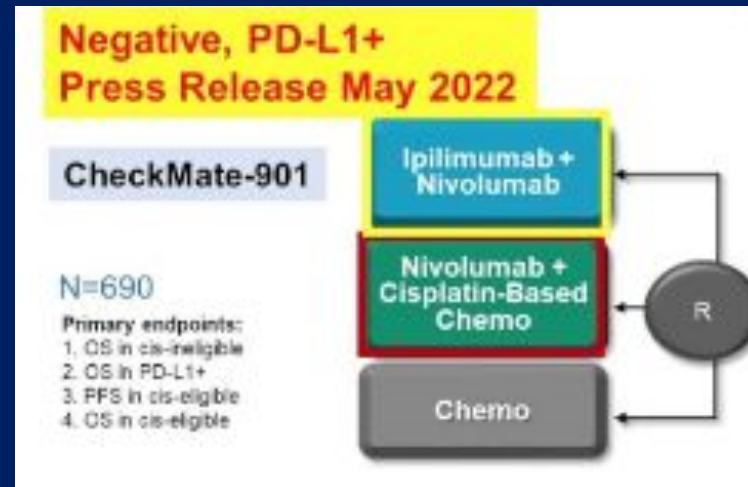 Negative, PD-L1+
Press Release May 2022
CheckMate-901
Ipilimumab +
Nivolumab
Nivolumab +
Cisplatin-Based
Chemo
R
Chemo
N=690
Primary endpoints:
1. OS in cis-ineligible
2. OS in PD-L1+
3. PFS in cis-eligible
4. OS in cis-eligible